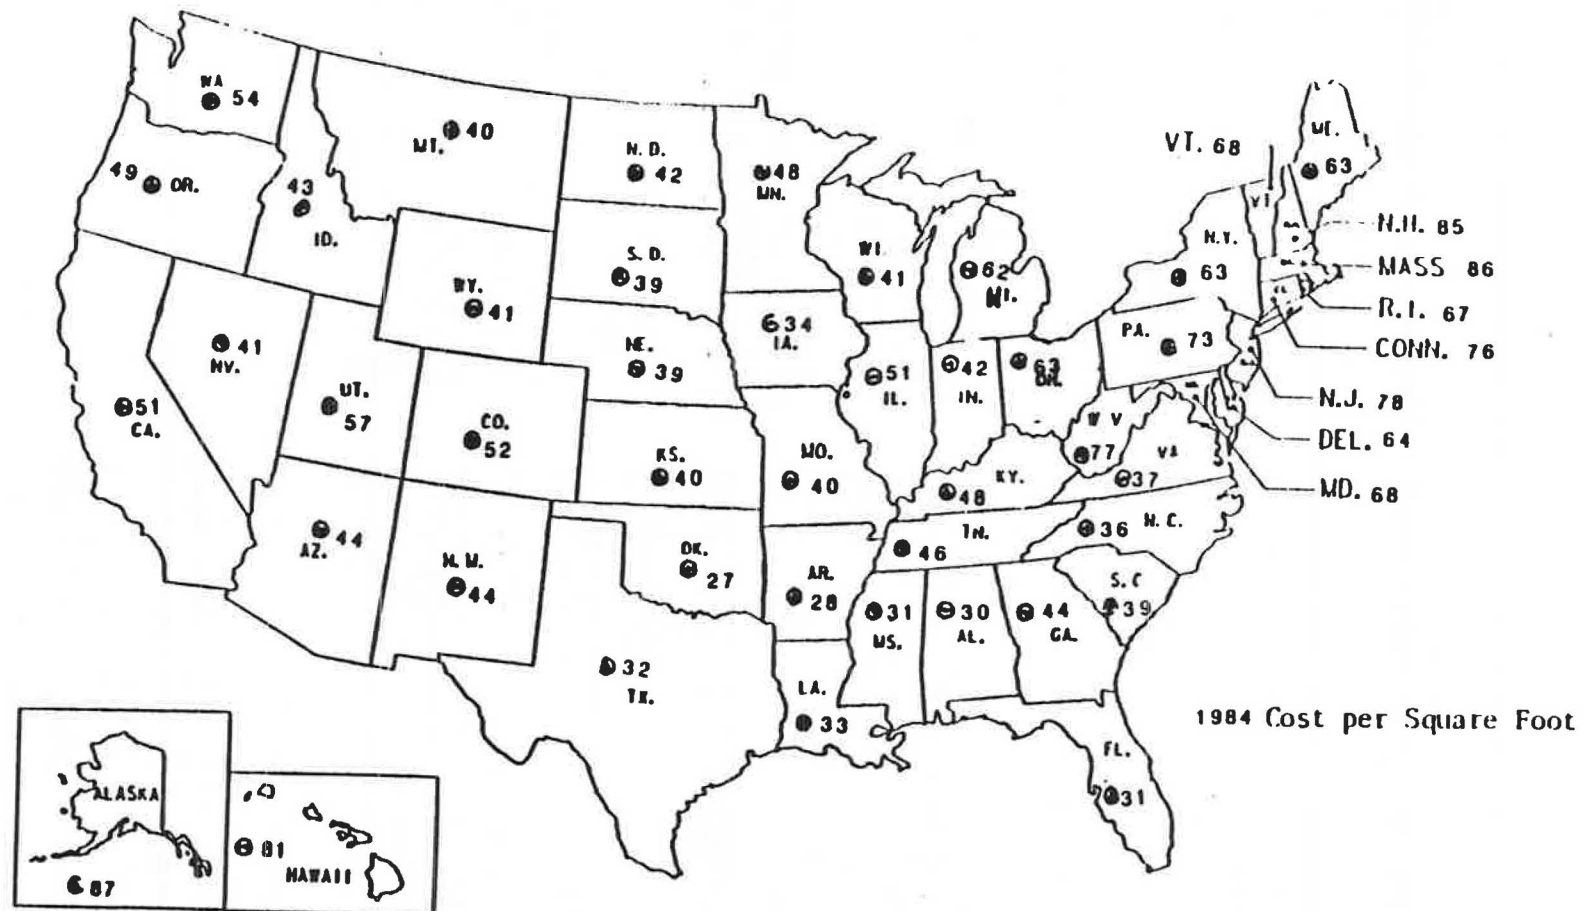 WA
54
49 OR.
43
ID.
40
MT.
N.D.
42
48
MN.
S.D.
39
WY.
41
WI.
41
62
MI.
VT. 68
VT
ME.
63
N.Y.
63
N.H. 85
MASS 86
R.I. 67
CONN. 76
N.J. 78
DEL. 64
MD. 68
PA.
73
41
NV.
UT.
57
51
CA.
CO.
52
NE.
39
34
IA.
51
IL.
42
IN.
63
OH.
W V
77
VA
37
KS.
40
MO.
40
KY.
48
TN.
46
36 N.C.
44
AZ.
N.M.
44
OK.
27
AR.
28
31
MS.
30
AL.
44
GA.
S.C
39
32
TX.
LA.
33
FL.
31
1984 Cost per Square Foot
ALASKA
87
81
HAWAII